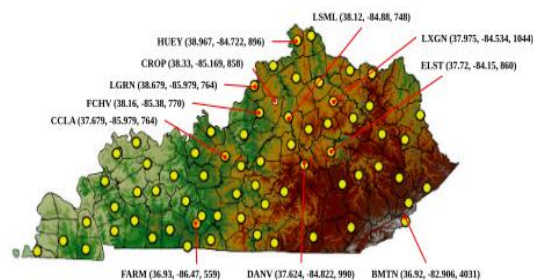 HUEY (38.967, -84.722, 896)
LSML (38.12, -84.88, 748)
CROP (38.33, -85.169, 858)
LXGN (37.975, -84.534, 1044)
LGRN (38.679, -85.979, 764)
ELST (37.72, -84.15, 860)
FCHV (38.16, -85.38, 770)
CCLA (37.679, -85.979, 764)
FARM (36.93, -86.47, 559)
DANV (37.624, -84.822, 990)
BMTN (36.92, -82.906, 4031)